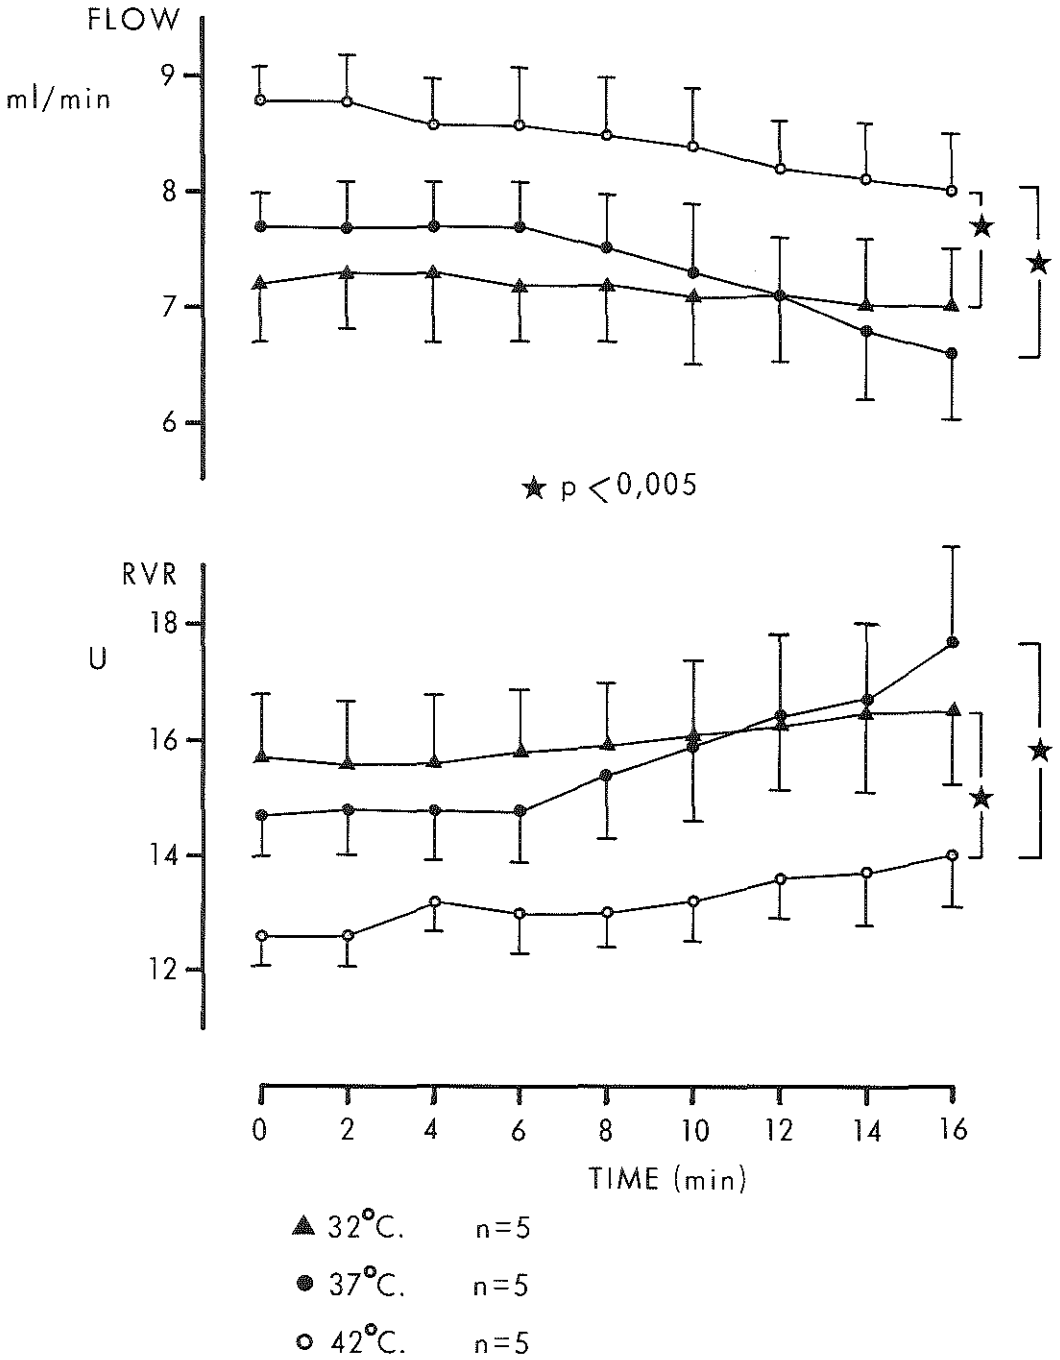 FLOW
ml/min
9
8
7
6
★ p <0,005
RVR
U
18
16
14
12
0 2 4 6 8 10 12 14 16
TIME (min)
▲ 32°C. n=5
● 37°C. n=5
○ 42°C. n=5